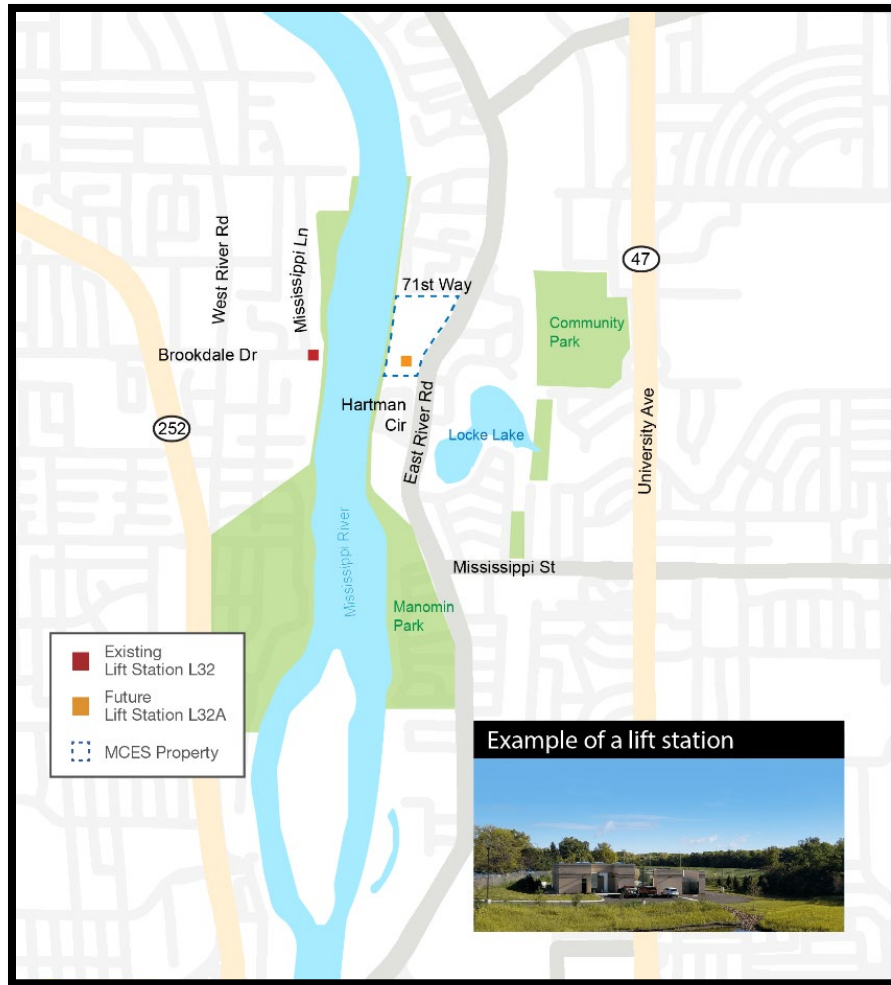 West River Rd
Mississippi Ln
71st Way
47
Community
Park
Brookdale Dr
Hartman
Cir
252
East River Rd
Locke Lake
University Ave
Mississippi River
Mississippi St
Manomin
Park
Existing
Lift Station L32
Future
Lift Station L32A
MCES Property
Example of a lift station